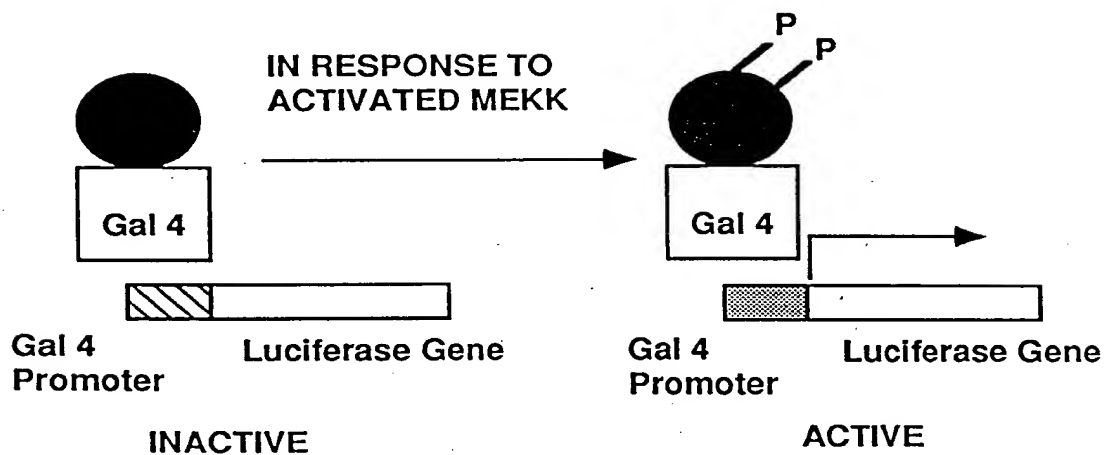 P
P
IN RESPONSE TO
ACTIVATED MEKK
Gal 4
Gal 4
Gal 4
Promoter
Luciferase Gene
Gal 4
Promoter
Luciferase Gene
INACTIVE
ACTIVE